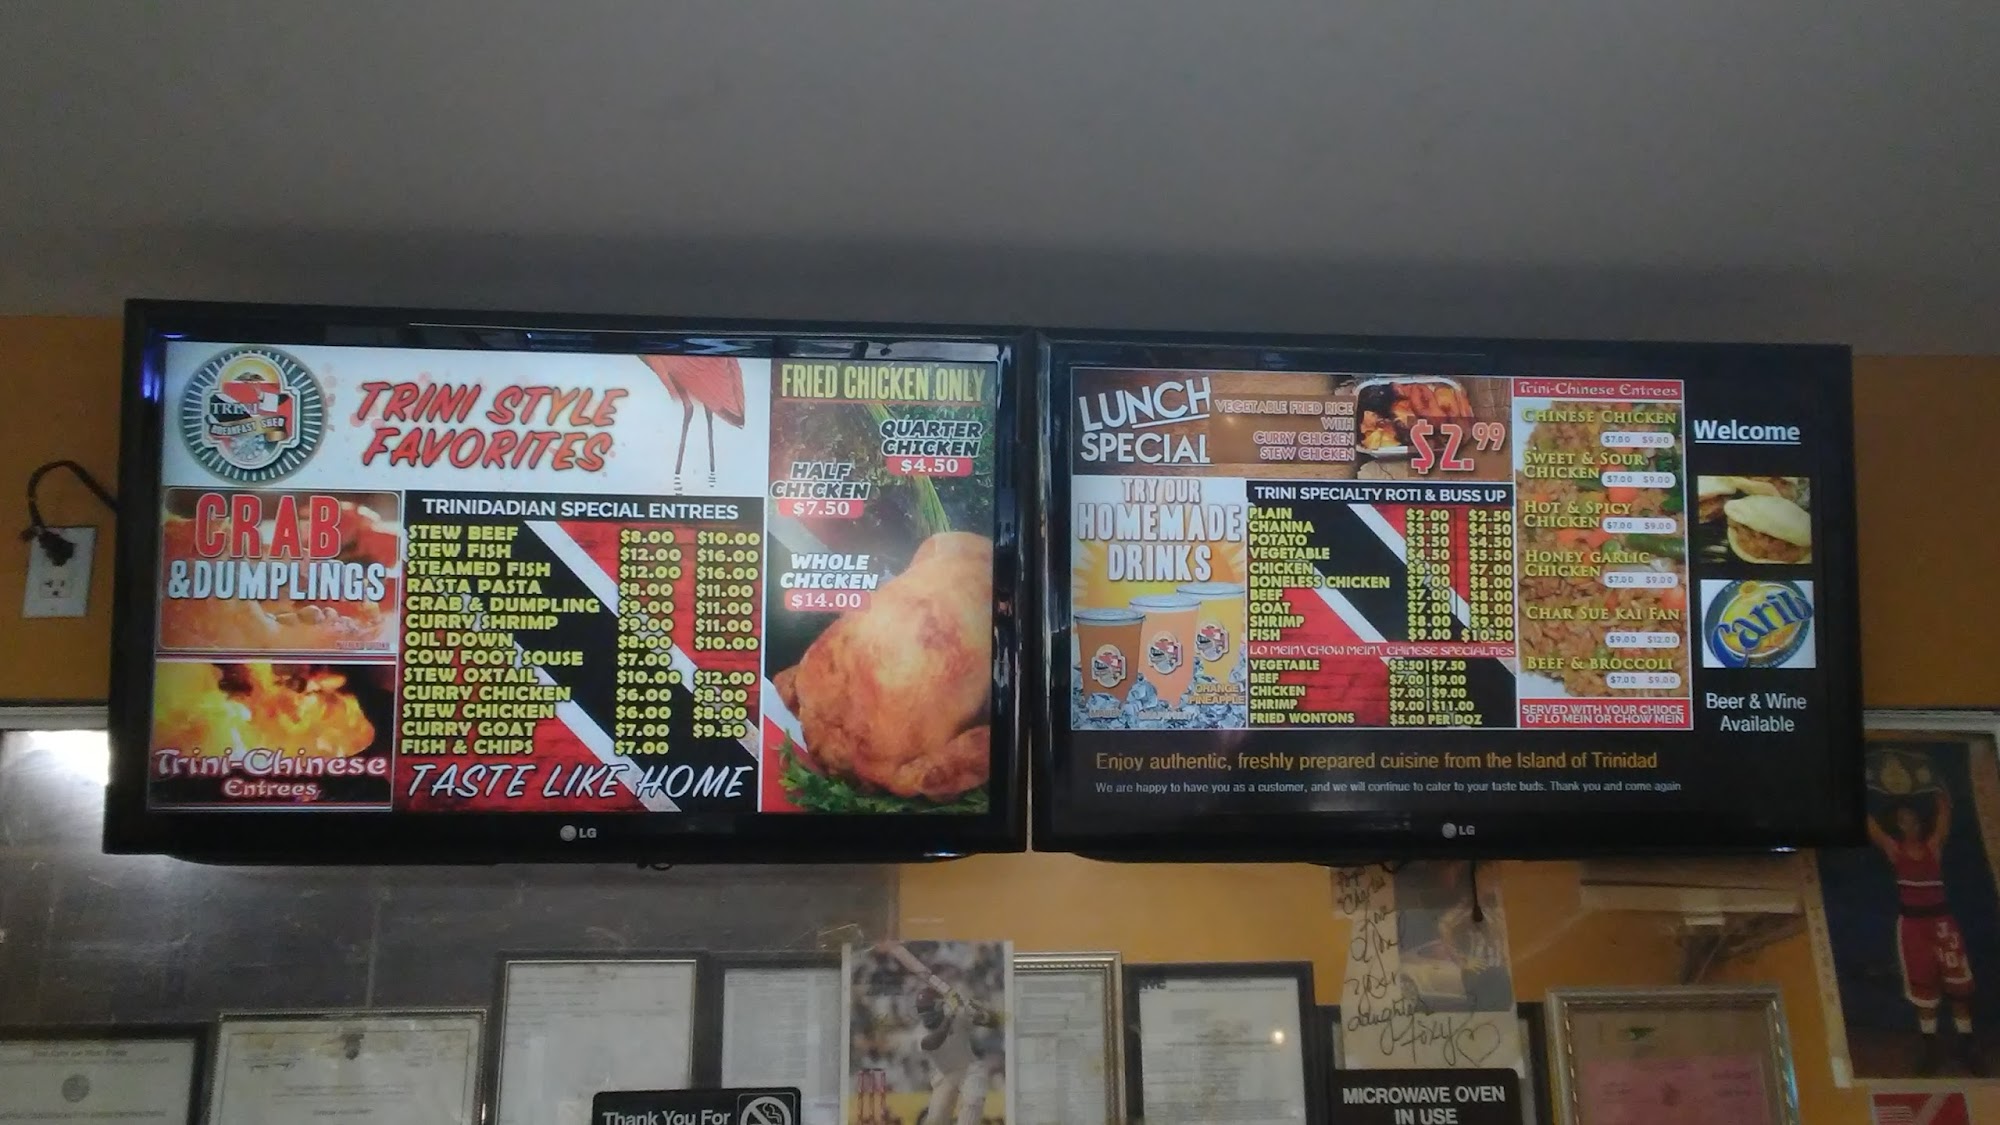 TRINI
BREAKFAST SHED
TRINI STYLE
FAVORITES
CRAB
& DUMPLINGS
Trini-Chinese
Entrees
TRINIDADIAN SPECIAL ENTREES
STEW BEEF $8.00 $10.00
STEW FISH $12.00 $16.00
STEAMED FISH $12.00 $16.00
RASTA PASTA $8.00 $11.00
CRAB & DUMPLING $9.00 $11.00
CURRY SHRIMP $9.00 $11.00
OIL DOWN $8.00 $10.00
COW FOOT SOUSE $7.00
STEW OXTAIL $10.00 $12.00
CURRY CHICKEN $6.00 $8.00
STEW CHICKEN $6.00 $8.00
CURRY GOAT $7.00 $9.50
FISH & CHIPS $7.00
TASTE LIKE HOME
FRIED CHICKEN ONLY
QUARTER
CHICKEN
$4.50
HALF
CHICKEN
$7.50
WHOLE
CHICKEN
$14.00
LG
LUNCH
SPECIAL
VEGETABLE FRIED RICE
WITH
CURRY CHICKEN
STEW CHICKEN
$2.99
TRY OUR
HOMEMADE
DRINKS
ORANGE
PINEAPPLE
TRINI SPECIALTY ROTI & BUSS UP
PLAIN $2.00 $2.50
CHANNA $3.50 $4.50
POTATO $3.50 $4.50
VEGETABLE $4.50 $5.50
CHICKEN $6.00 $7.00
BONELESS CHICKEN $7.00 $8.00
BEEF $7.00 $8.00
GOAT $7.00 $8.00
SHRIMP $8.00 $9.00
FISH $9.00 $10.50
LO MEIN\ CHOW MEIN\ CHINESE SPECIALTIES
VEGETABLE $5.50 | $7.50
BEEF $7.00 | $9.00
CHICKEN $7.00 | $9.00
SHRIMP $9.00 | $11.00
FRIED WONTONS $5.00 PER DOZ
Trini-Chinese Entrees
CHINESE CHICKEN
$7.00 $9.00
SWEET & SOUR
CHICKEN $7.00 $9.00
HOT & SPICY
CHICKEN $7.00 $9.00
HONEY GARLIC
CHICKEN $7.00 $9.00
CHAR SUE KAI FAN
$9.00 $12.00
BEEF & BROCCOLI
$7.00 $9.00
SERVED WITH YOUR CHIOCE
OF LO MEIN OR CHOW MEIN
Welcome
Carib
Beer & Wine
Available
Enjoy authentic, freshly prepared cuisine from the Island of Trinidad
We are happy to have you as a customer, and we will continue to cater to your taste buds. Thank you and come again
LG
Love
Foxy
Thank You For
MICROWAVE OVEN
IN USE